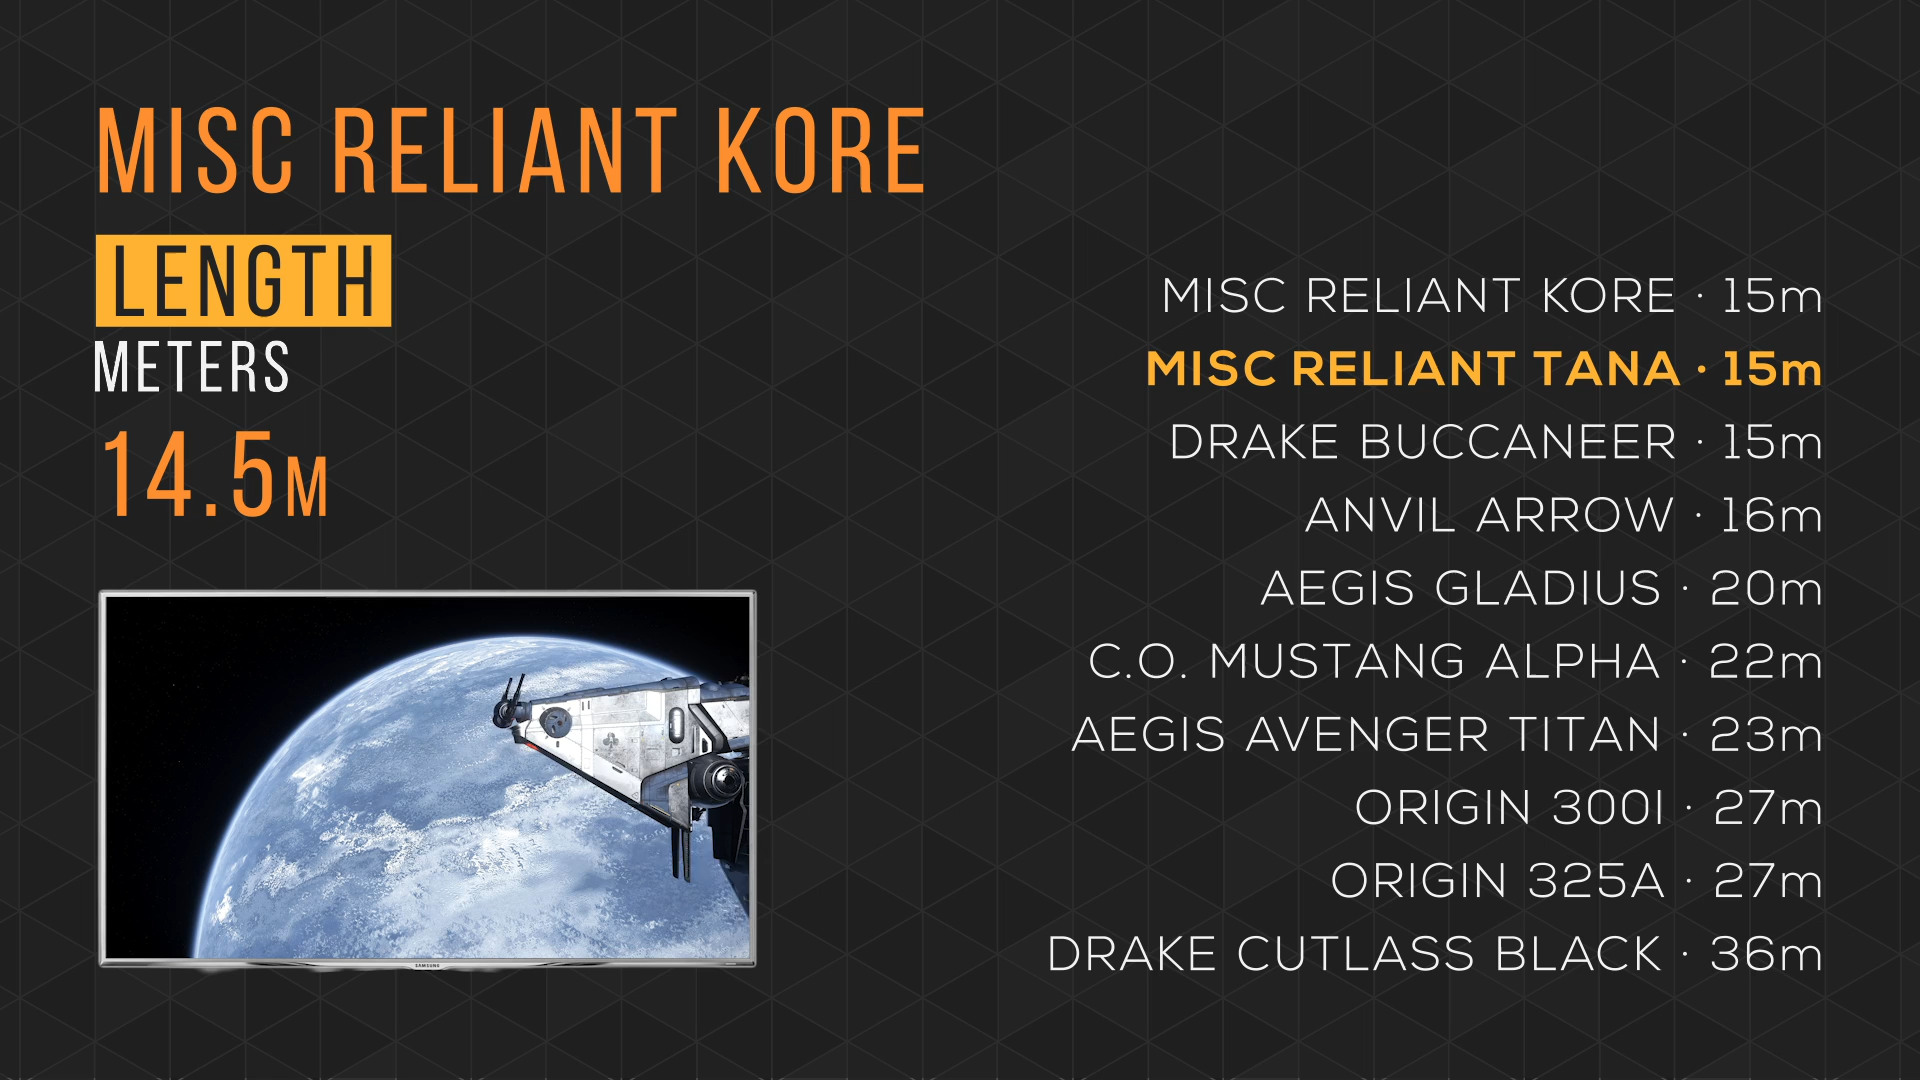 MISC RELIANT KORE
LENGTH
METERS
14.5M
MISC RELIANT KORE · 15m
MISC RELIANT TANA · 15m
DRAKE BUCCANEER · 15m
ANVIL ARROW · 16m
AEGIS GLADIUS · 20m
C.O. MUSTANG ALPHA · 22m
AEGIS AVENGER TITAN · 23m
ORIGIN 300I · 27m
ORIGIN 325A · 27m
DRAKE CUTLASS BLACK · 36m
SAMSUNG